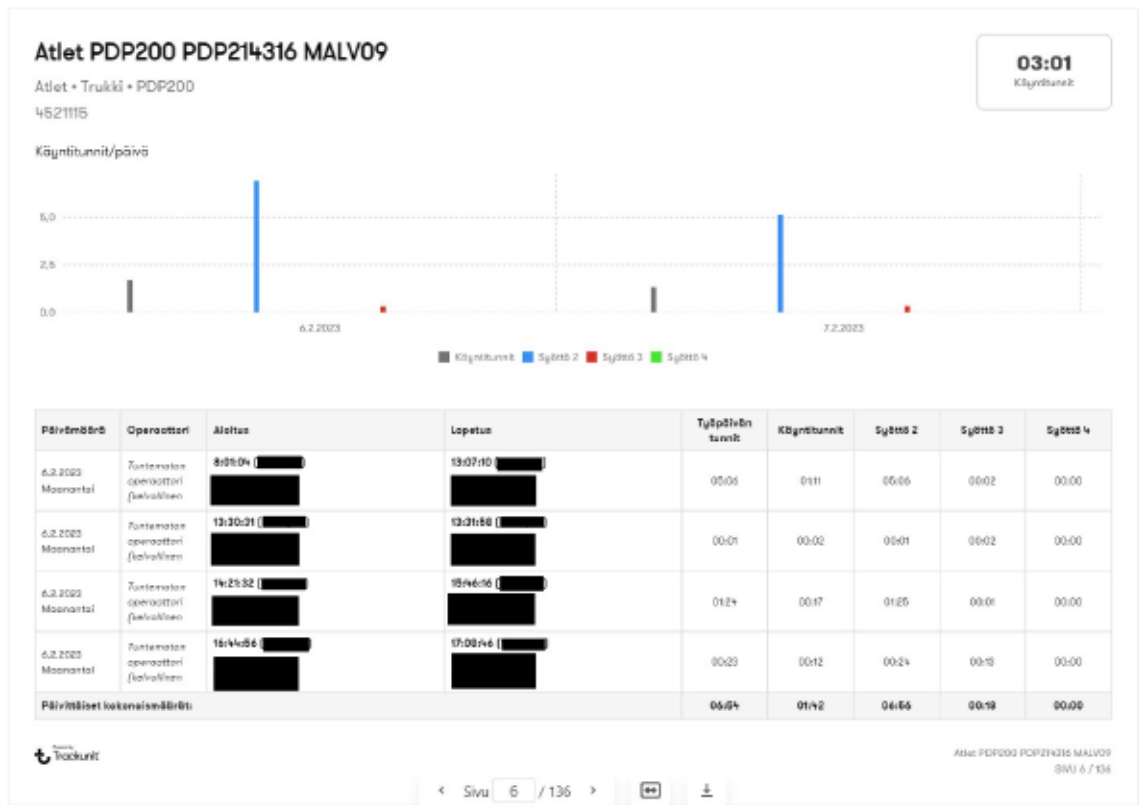 Atlet PDP200 PDP214316 MALV09
Atlet • Trukki • PDP200
4521115
03:01
Käyntitunnit
Käyntitunnit/päivä
5,0
2,5
0,0
6.2.2023
7.2.2023
Käyntitunnit Syöttö 2 Syöttö 3 Syöttö 4
Päivämäärä Operaattori Aloitus Lopetus Työpäivän tunnit Käyntitunnit Syöttö 2 Syöttö 3 Syöttö 4
6.2.2023 Maanantai Tuntematon operaattori (kelvollinen 8:01:04 ( ) 13:07:10 ( ) 05:06 01:11 05:06 00:02 00:00
6.2.2023 Maanantai Tuntematon operaattori (kelvollinen 13:30:31 ( ) 13:31:58 ( ) 00:01 00:02 00:01 00:02 00:00
6.2.2023 Maanantai Tuntematon operaattori (kelvollinen 14:21:32 ( ) 15:46:16 ( ) 01:24 00:17 01:25 00:01 00:00
6.2.2023 Maanantai Tuntematon operaattori (kelvollinen 16:44:56 ( ) 17:08:46 ( ) 00:23 00:12 00:24 00:13 00:00
Päivittäiset kokonaismäärät: 06:54 01:42 06:56 00:18 00:00
Powered by
Trackunit
Atlet PDP200 PDP214316 MALV09
SIVU 6 / 136
Sivu 6 / 136